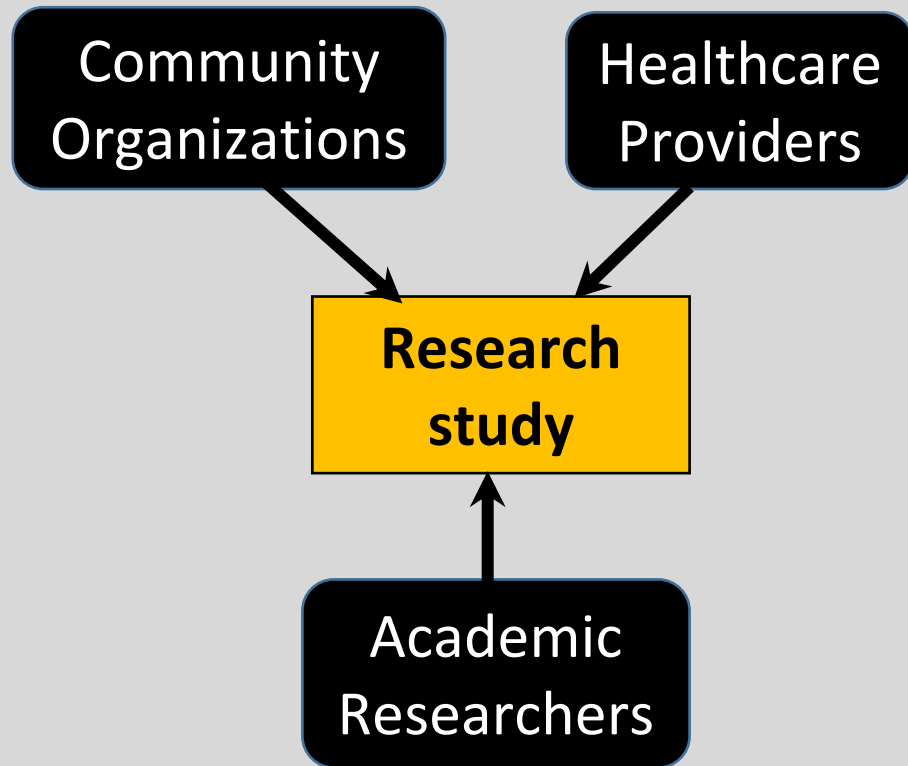 Community
Organizations
Healthcare
Providers
Research
study
Academic
Researchers